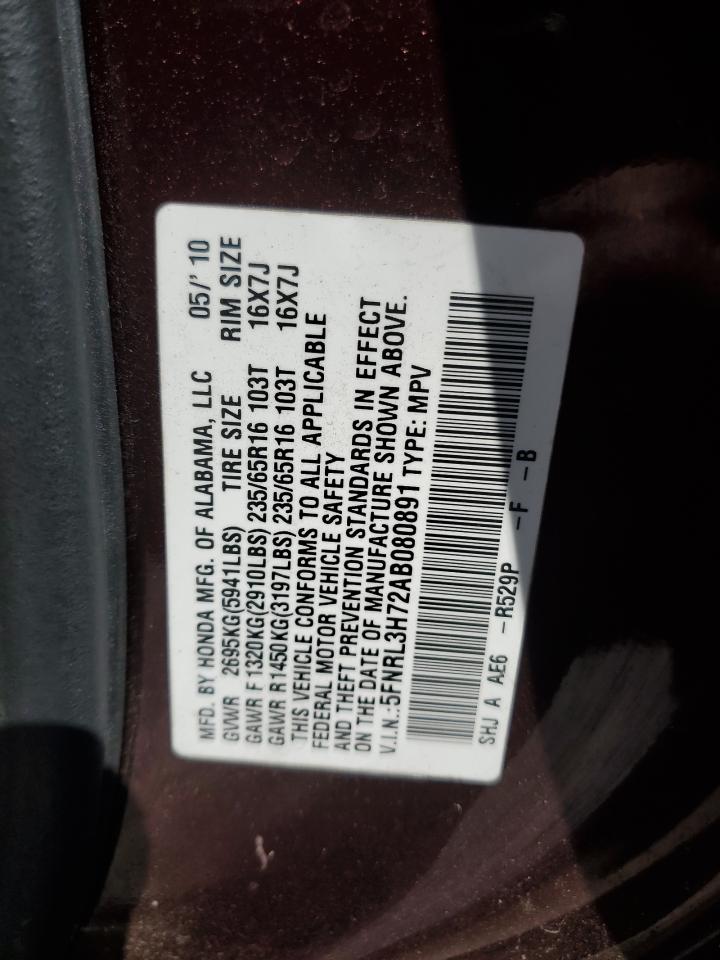 MFD. BY HONDA MFG. OF ALABAMA, LLC 05/' 10
GVWR 2695KG(5941LBS) TIRE SIZE RIM SIZE
GAWR F1320KG(2910LBS) 235/65R16 103T 16X7J
GAWR R1450KG(3197LBS) 235/65R16 103T 16X7J
THIS VEHICLE CONFORMS TO ALL APPLICABLE
FEDERAL MOTOR VEHICLE SAFETY
AND THEFT PREVENTION STANDARDS IN EFFECT
ON THE DATE OF MANUFACTURE SHOWN ABOVE.
V.I.N.:5FNRL3H72AB080891 TYPE: MPV
SHJ A AE6 -R529P -F -B